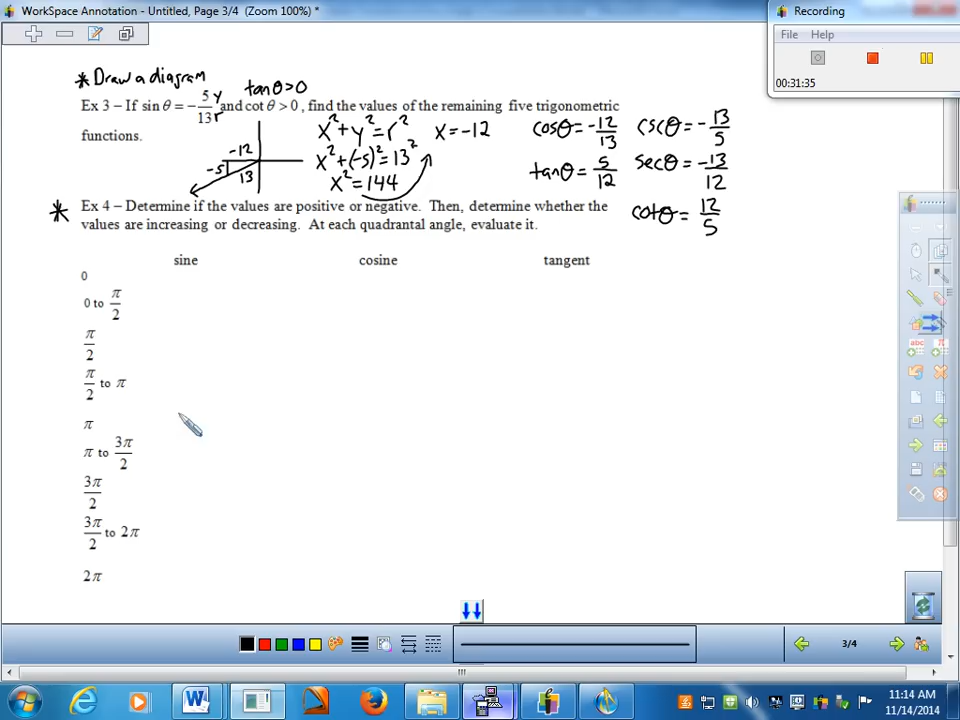 WorkSpace Annotation - Untitled, Page 3/4 (Zoom 100%) *
Recording
File Help
00:31:35
* Draw a diagram
tanθ>0
Ex 3 – If sin θ = – 5/13 y/r and cot θ > 0, find the values of the remaining five trigonometric
functions.
-12
-5
13
x² + y² = r²
x² + (-5)² = 13²
x² = 144
x = -12
cosθ = -12/13
tanθ = 5/12
cscθ = -13/5
secθ = -13/12
cotθ = 12/5
* Ex 4 – Determine if the values are positive or negative. Then, determine whether the
values are increasing or decreasing. At each quadrantal angle, evaluate it.
sine cosine tangent
0
0 to π/2
π/2
π/2 to π
π
π to 3π/2
3π/2
3π/2 to 2π
2π
abc π
3/4
11:14 AM
11/14/2014